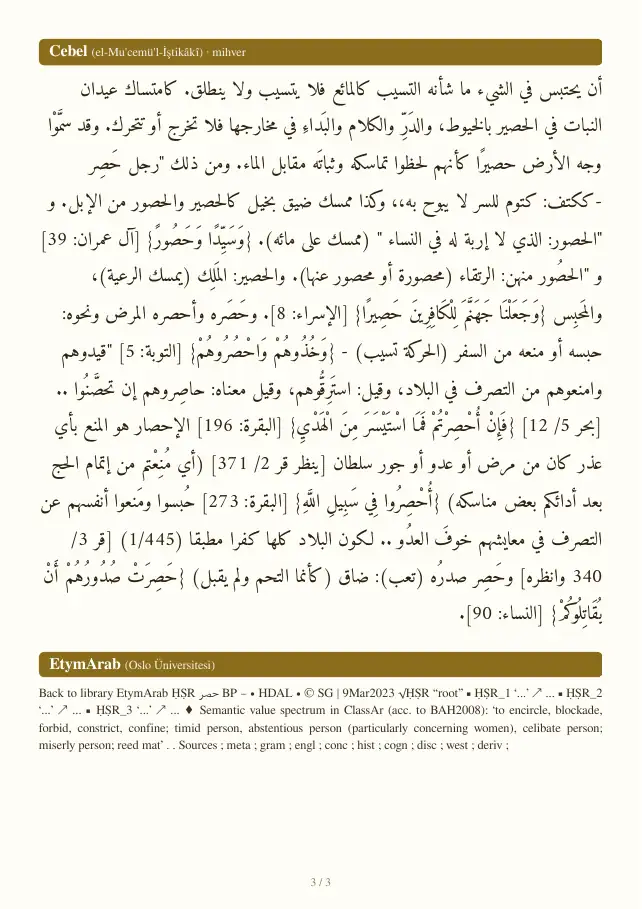 Cebel (el-Mu'cemü'l-İştikâkî) · mihver
أن يحتبس في الشيء ما شأنه التسيب كالمائع فلا يتسيب ولا ينطلق. كامتساك عيدان
النبات في الحصير بالخيوط، والدَرِّ والكلام والبَداءِ في مخارجها فلا تخرج أو تتحرك. وقد سمَّوْا
وجه الأرض حصيرًا كأنهم لحظوا تماسكه وثباتَه مقابل الماء. ومن ذلك "رجل حَصِر
-ككتف: كتوم للسر لا يبوح به،، وكذا ممسك ضيق بخيل كالحصير والحصور من الإبل. و
"الحصور: الذي لا إربة له في النساء " (ممسك على مائه). {وَسَيِّدًا وَحَصُورًا} [آل عمران: 39]
و "الحصُور منهن: الرتقاء (محصورة أو محصور عنها). والحصير: المَلِك (يمسك الرعية)،
والمَحبِس {وَجَعَلْنَا جَهَنَّمَ لِلْكَافِرِينَ حَصِيرًا} [الإسراء: 8]. وحَصَره وأحصره المرض ونحوه:
حبسه أو منعه من السفر (الحركة تسيب) - {وَخُذُوهُمْ وَاحْصُرُوهُمْ} [التوبة: 5] "قيدوهم
وامنعوهم من التصرف في البلاد، وقيل: استَرِقُّوهم، وقيل معناه: حاصِروهم إن تحصَّنُوا ..
[بحر 5/ 12] {فَإِنْ أُحْصِرْتُمْ فَمَا اسْتَيْسَرَ مِنَ الْهَدْيِ} [البقرة: 196] الإحصار هو المنع بأي
عذر كان من مرض أو عدو أو جور سلطان [ينظر قر 2/ 371] (أي مُنِعْتم من إتمام الحج
بعد أدائكم بعض مناسكه) {أُحْصِرُوا فِي سَبِيلِ اللَّهِ} [البقرة: 273] حُبسوا ومَنعوا أنفسهم عن
التصرف في معايشهم خوفَ العدُو .. لكون البلاد كلها كفرا مطبقا (1/445) [قر 3/
340 وانظره] وحَصِر صدرُه (تعب): ضاق (كأنما التحم ولم يقبل) {حَصِرَتْ صُدُورُهُمْ أَنْ
يُقَاتِلُوكُمْ} [النساء: 90].
EtymArab (Oslo Üniversitesi)
Back to library EtymArab ḤṢR حصر BP – • HDAL • © SG | 9Mar2023 √ḤṢR “root” ▪ ḤṢR_1 ‘...’ ↗ ... ▪ ḤṢR_2
‘...’ ↗ ... ▪ ḤṢR_3 ‘...’ ↗ ... ♦ Semantic value spectrum in ClassAr (acc. to BAH2008): ‘to encircle, blockade,
forbid, constrict, confine; timid person, abstentious person (particularly concerning women), celibate person;
miserly person; reed mat’ . . Sources ; meta ; gram ; engl ; conc ; hist ; cogn ; disc ; west ; deriv ;
3 / 3